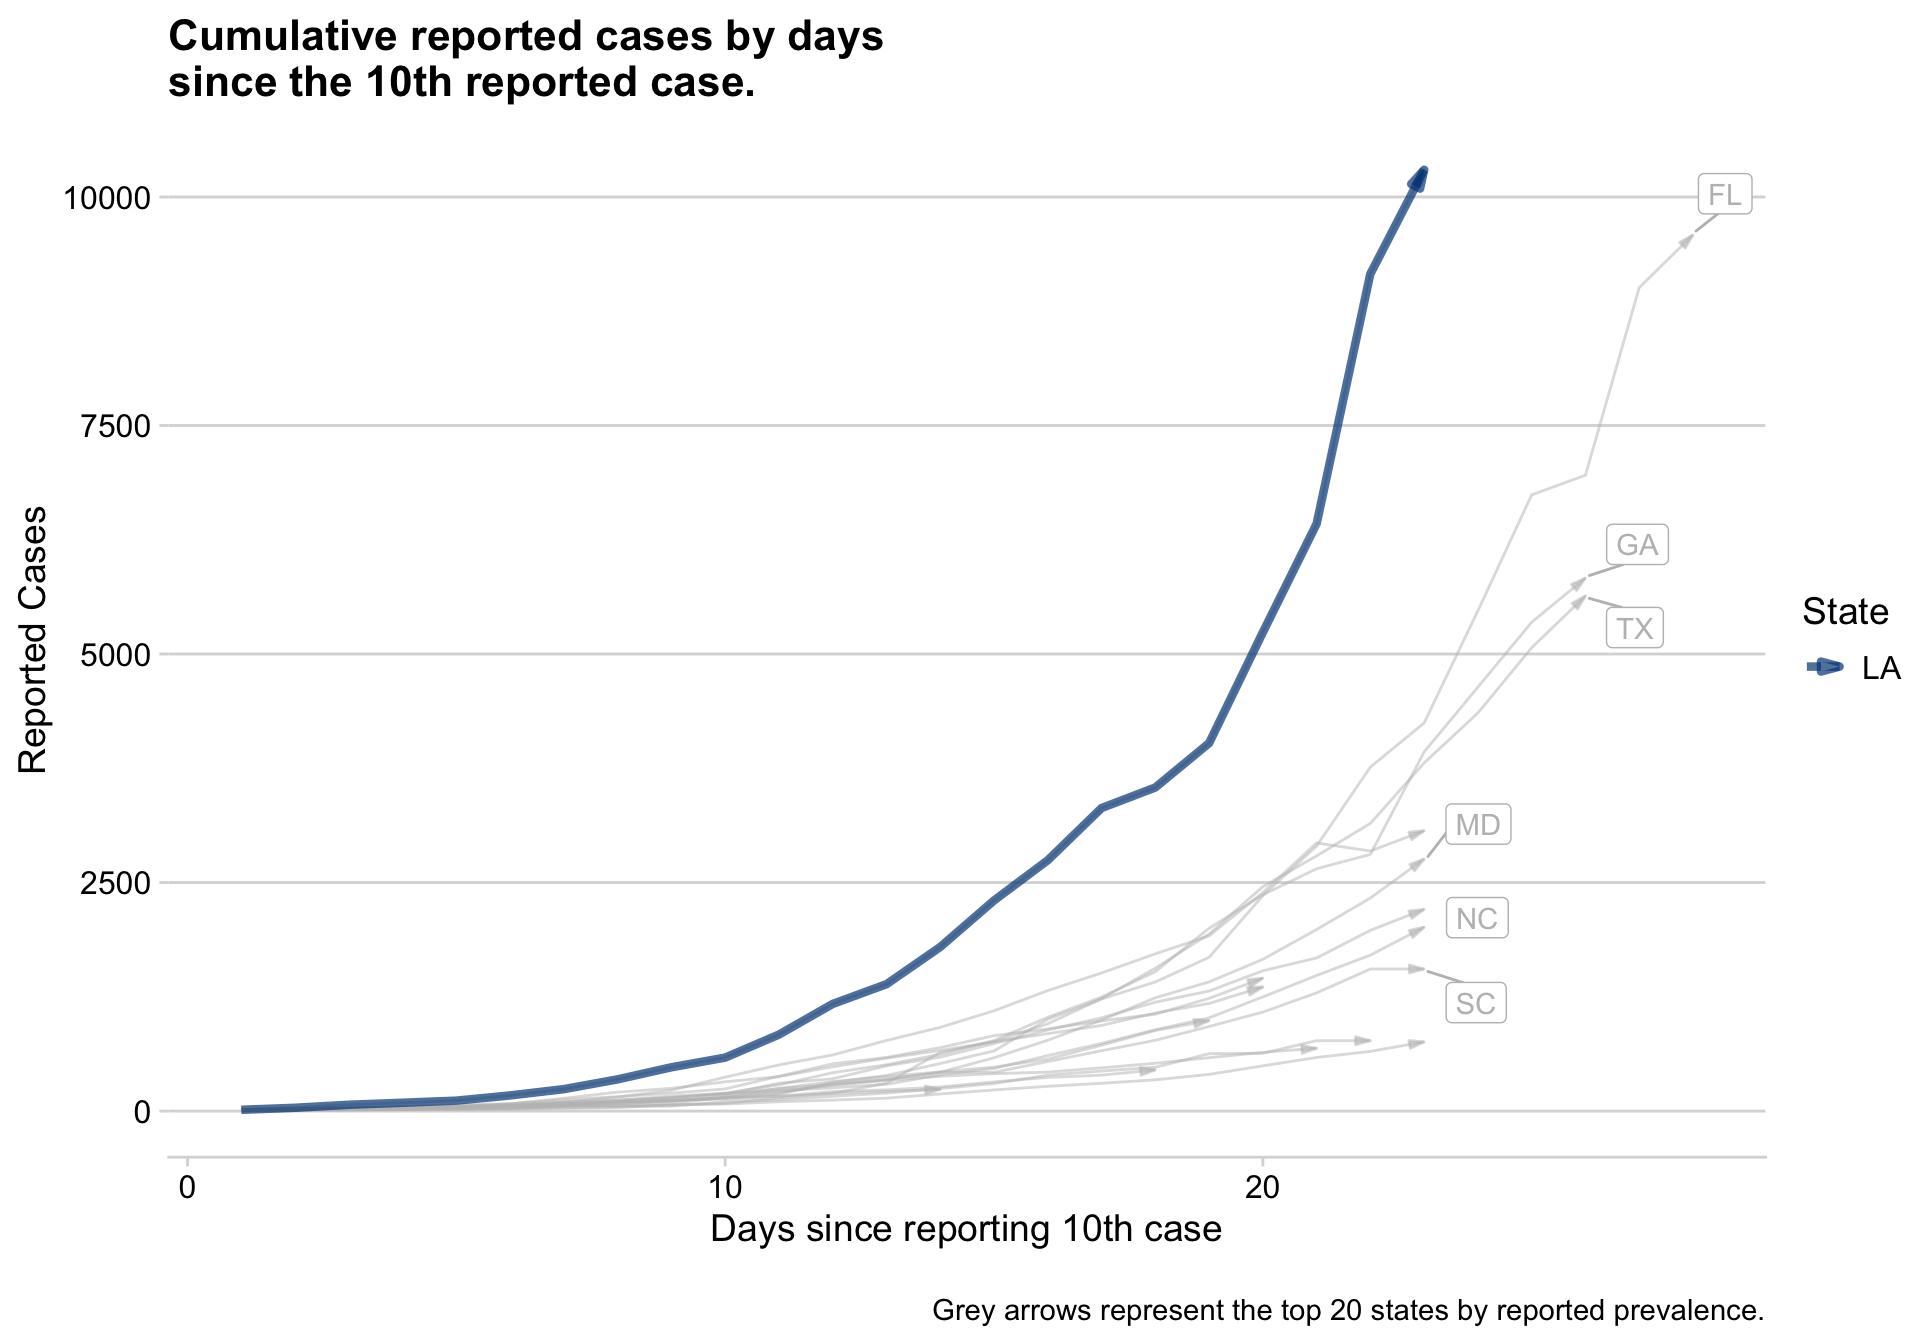 Cumulative reported cases by days
since the 10th reported case.
10000
7500
5000
2500
0
Reported Cases
FL
GA
TX
MD
NC
SC
State
LA
0
10
20
Days since reporting 10th case
Grey arrows represent the top 20 states by reported prevalence.